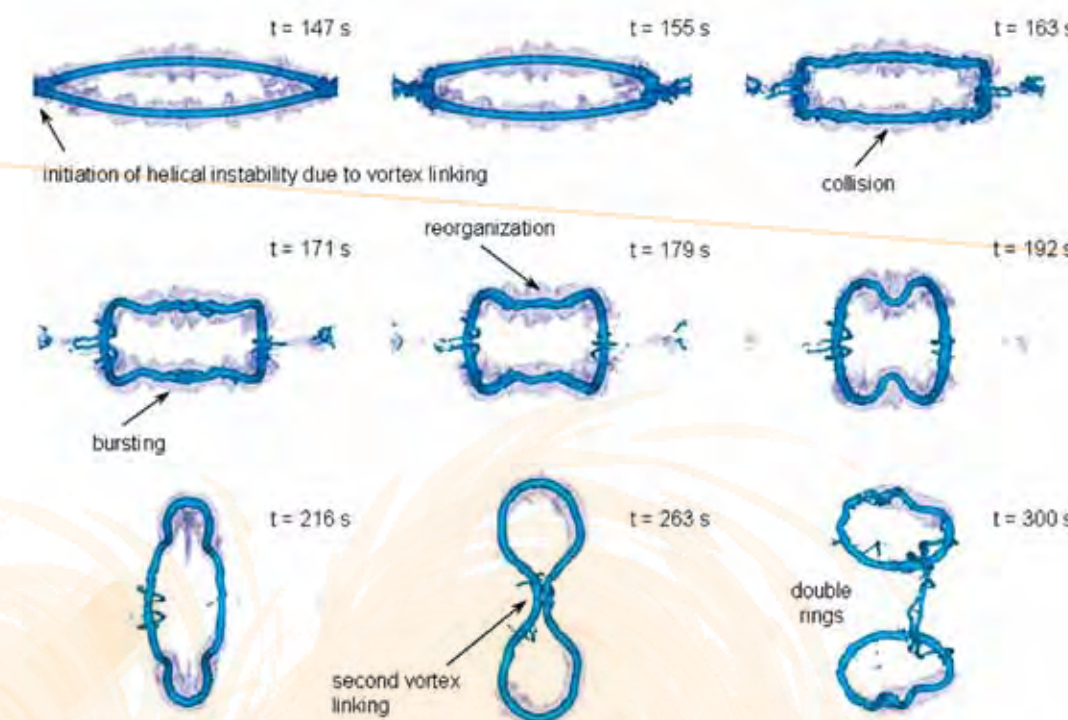 t = 147 s
t = 155 s
t = 163 s
initiation of helical instability due to vortex linking
collision
reorganization
t = 171 s
t = 179 s
t = 192 s
bursting
t = 216 s
t = 263 s
t = 300 s
double
rings
second vortex
linking